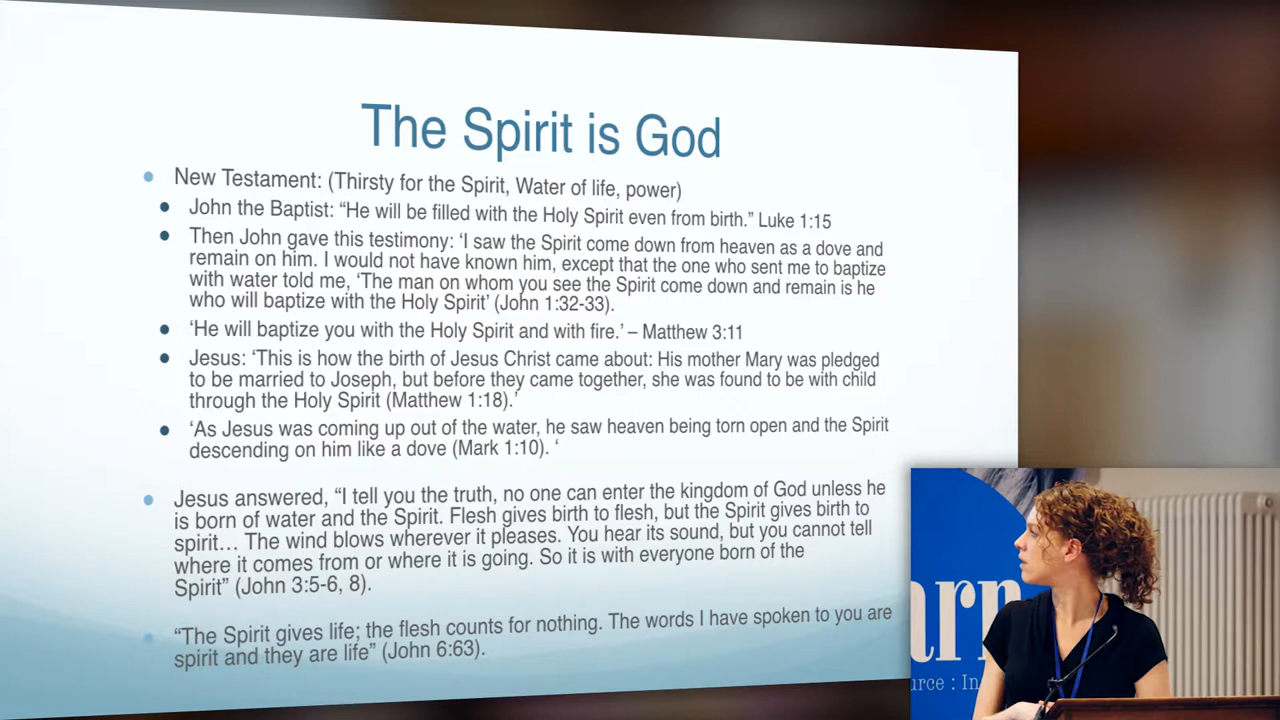 The Spirit is God
New Testament: (Thirsty for the Spirit, Water of life, power)
John the Baptist: “He will be filled with the Holy Spirit even from birth.” Luke 1:15
Then John gave this testimony: ‘I saw the Spirit come down from heaven as a dove and
remain on him. I would not have known him, except that the one who sent me to baptize
with water told me, ‘The man on whom you see the Spirit come down and remain is he
who will baptize with the Holy Spirit’ (John 1:32-33).
‘He will baptize you with the Holy Spirit and with fire.’ – Matthew 3:11
Jesus: ‘This is how the birth of Jesus Christ came about: His mother Mary was pledged
to be married to Joseph, but before they came together, she was found to be with child
through the Holy Spirit (Matthew 1:18).’
‘As Jesus was coming up out of the water, he saw heaven being torn open and the Spirit
descending on him like a dove (Mark 1:10). ‘
Jesus answered, “I tell you the truth, no one can enter the kingdom of God unless he
is born of water and the Spirit. Flesh gives birth to flesh, but the Spirit gives birth to
spirit… The wind blows wherever it pleases. You hear its sound, but you cannot tell
where it comes from or where it is going. So it is with everyone born of the
Spirit” (John 3:5-6, 8).
“The Spirit gives life; the flesh counts for nothing. The words I have spoken to you are
spirit and they are life” (John 6:63).
arn
urce : In